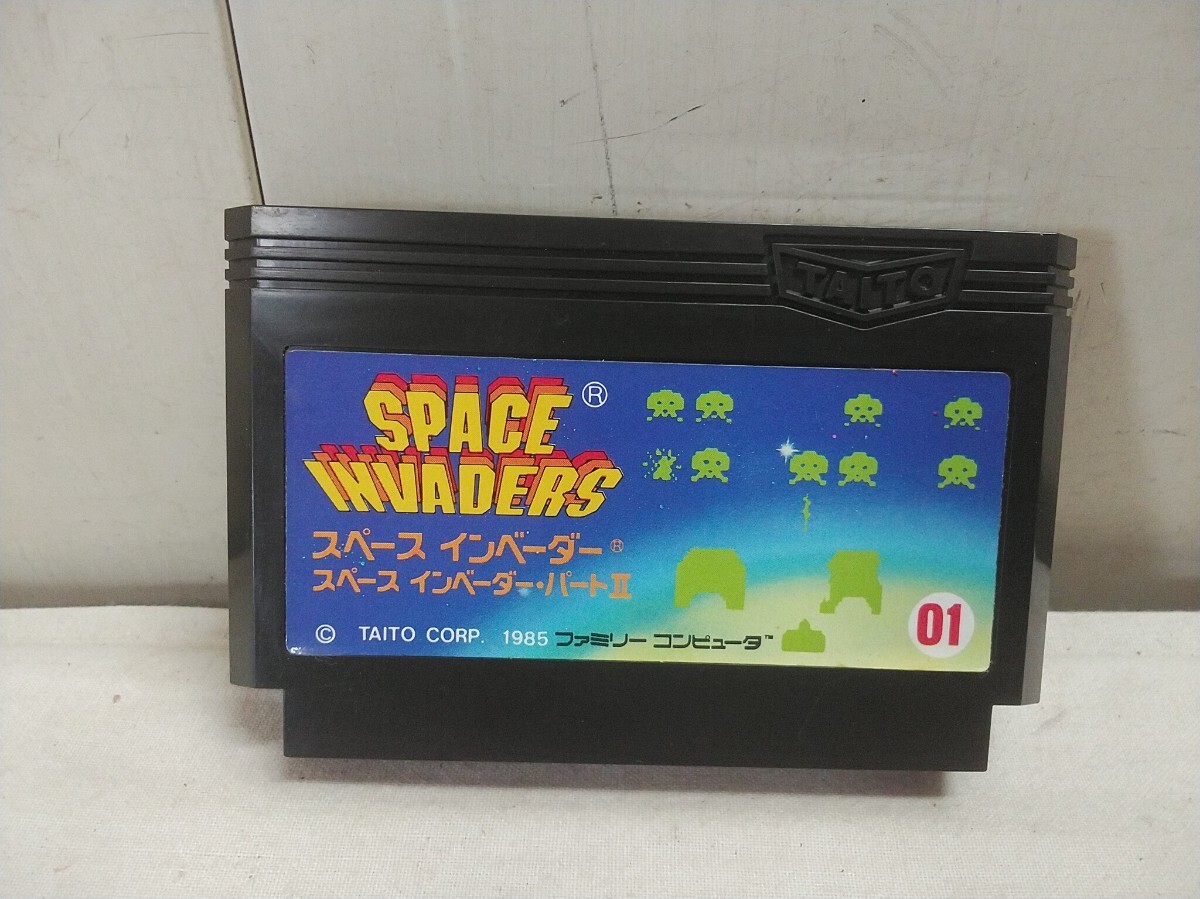 TAITO
SPACE ®
INVADERS
スペース インベーダー®
スペース インベーダー・パートⅡ
© TAITO CORP. 1985 ファミリー コンピュータ™
01